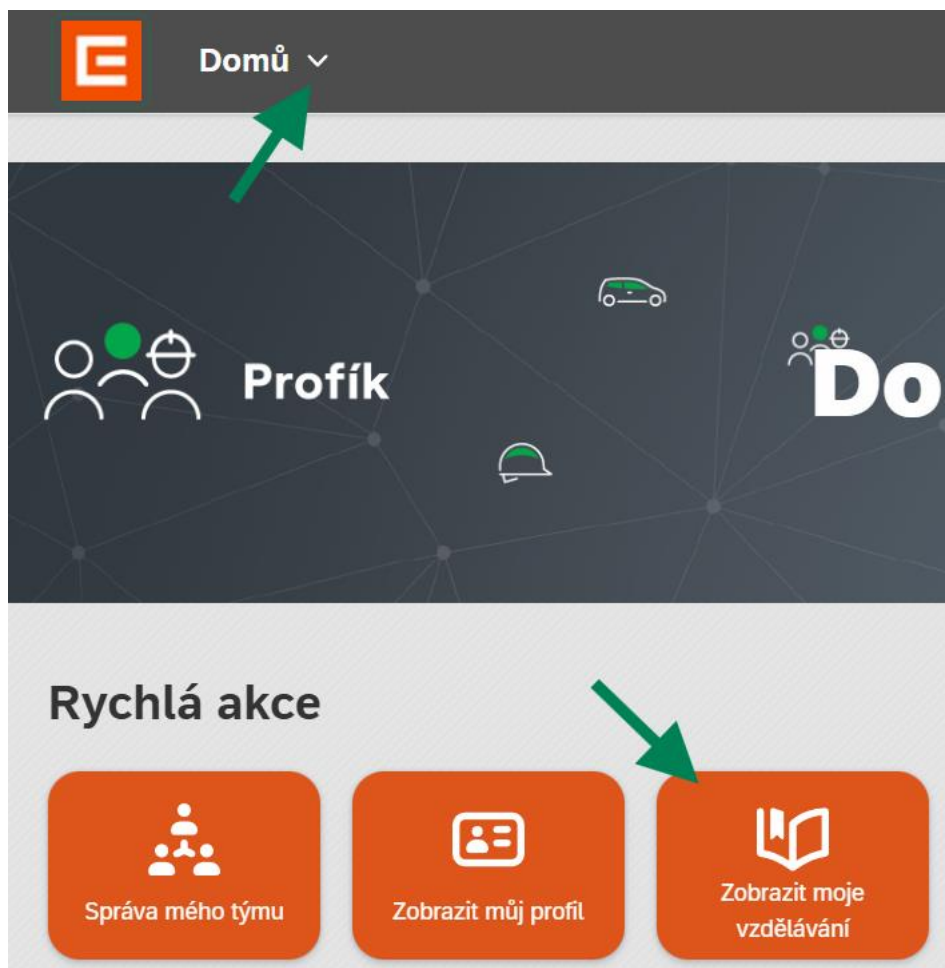 Domů
Profík
Do
Rychlá akce
Správa mého týmu
Zobrazit můj profil
Zobrazit moje
vzdělávání